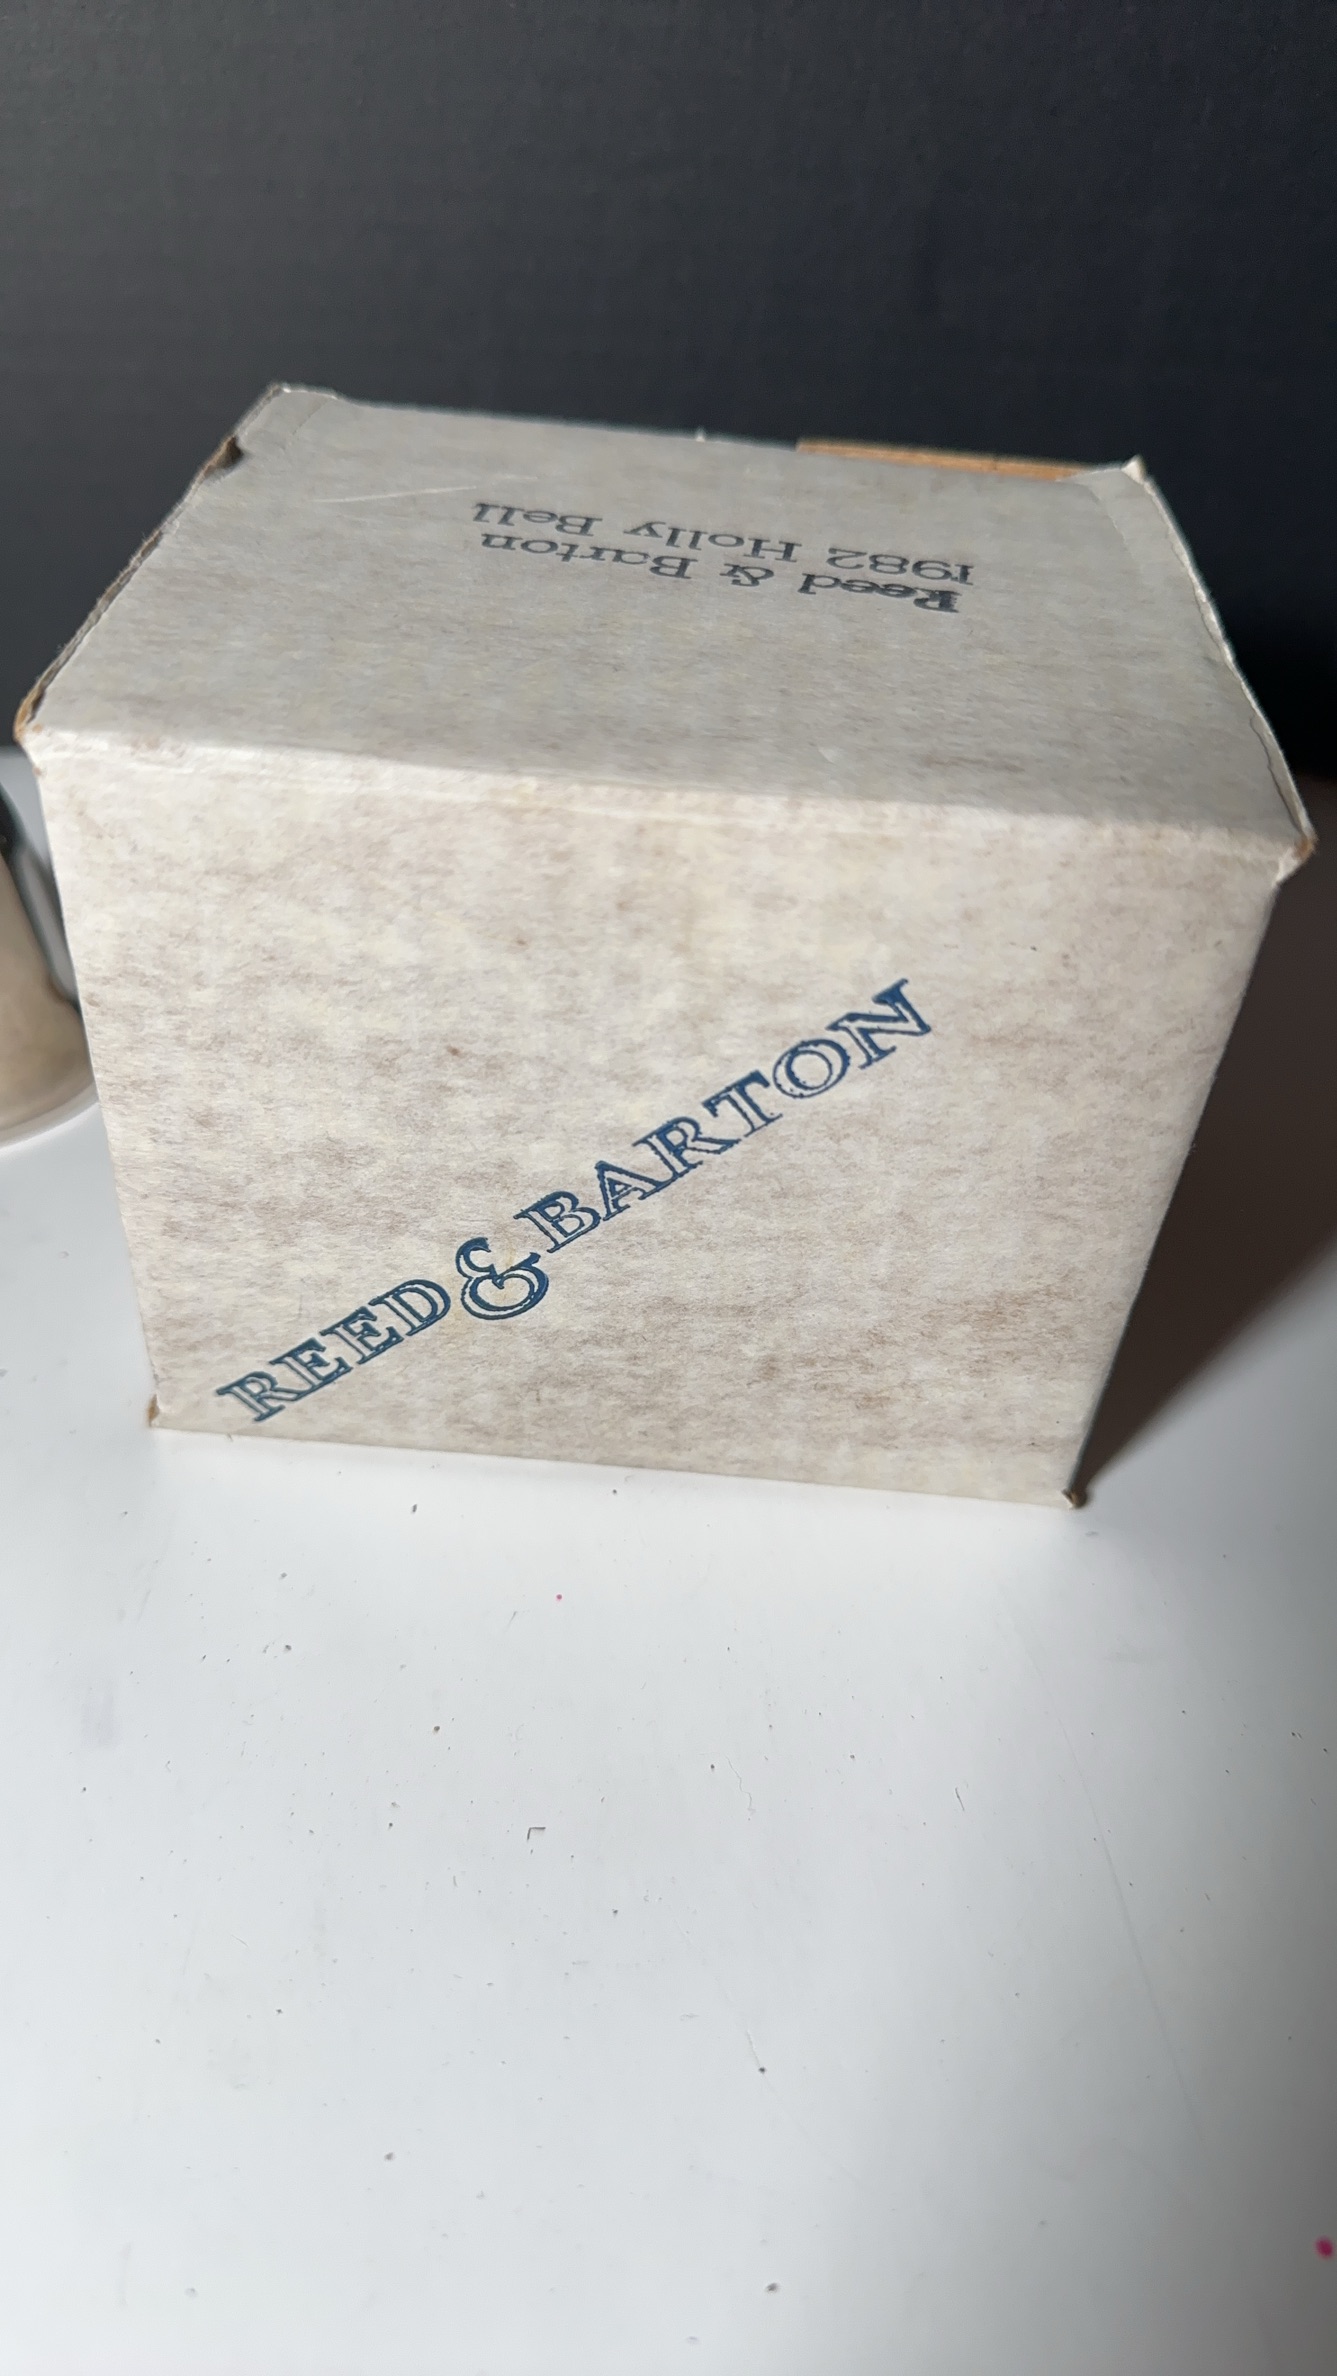 Reed & Barton
1982 Holly Bell
REED & BARTON